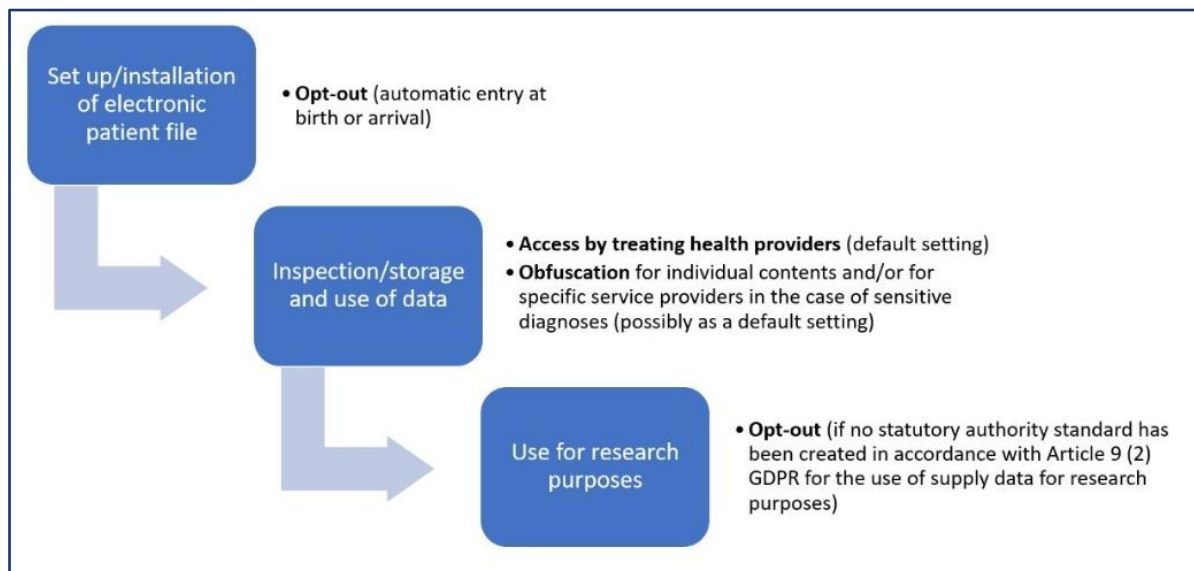 Set up/installation
of electronic
patient file
• Opt-out (automatic entry at
birth or arrival)
Inspection/storage
and use of data
• Access by treating health providers (default setting)
• Obfuscation for individual contents and/or for
specific service providers in the case of sensitive
diagnoses (possibly as a default setting)
Use for research
purposes
• Opt-out (if no statutory authority standard has
been created in accordance with Article 9 (2)
GDPR for the use of supply data for research
purposes)